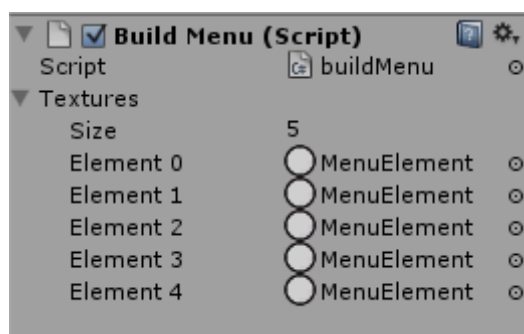 Build Menu (Script)
Script buildMenu
Textures
Size 5
Element 0 MenuElement
Element 1 MenuElement
Element 2 MenuElement
Element 3 MenuElement
Element 4 MenuElement